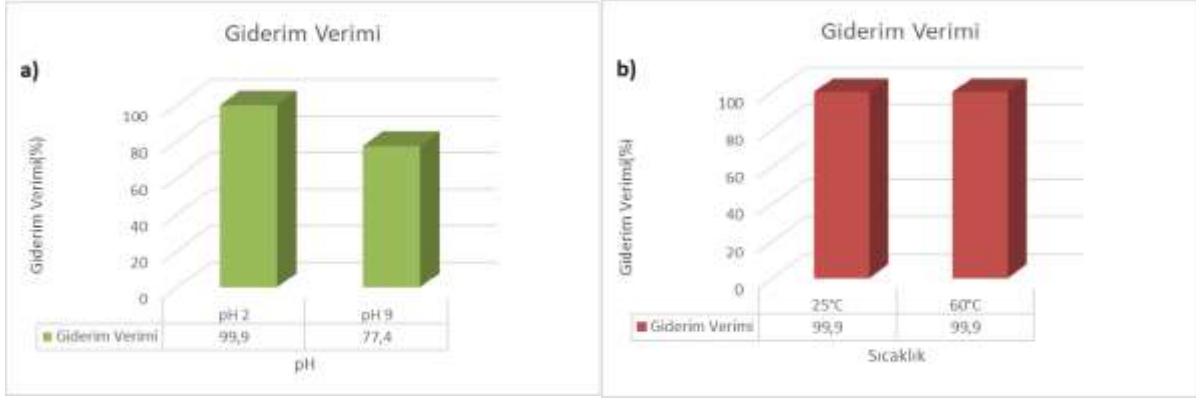 Giderim Verimi
a)
Giderim Verimi(%)
100
80
60
40
20
0
pH 2 pH 9
Giderim Verimi 99,9 77,4
pH
Giderim Verimi
b)
Giderim Verimi(%)
100
80
60
40
20
0
25°C 60°C
Giderim Verimi 99,9 99,9
Sıcaklık